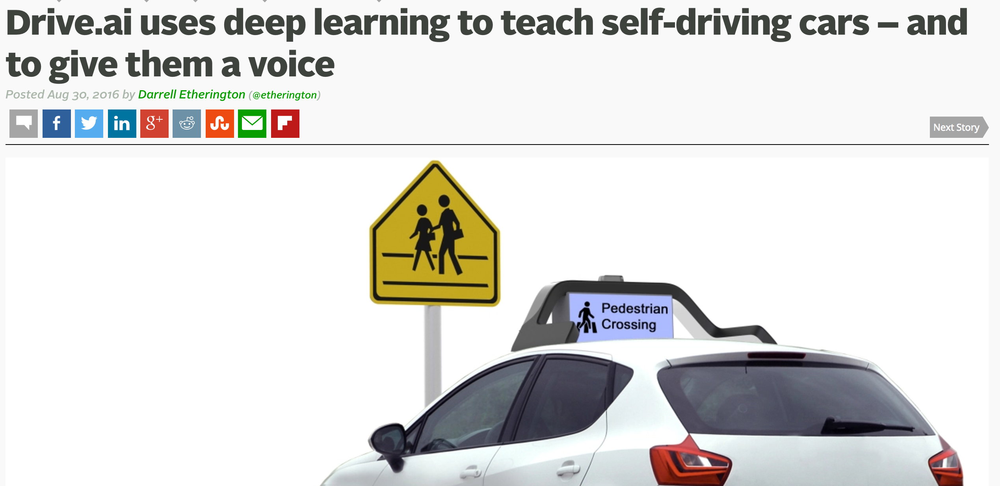 Drive.ai uses deep learning to teach self-driving cars – and
to give them a voice
Posted Aug 30, 2016 by Darrell Etherington (@etherington)
f
in
g+
Next Story
Pedestrian
Crossing